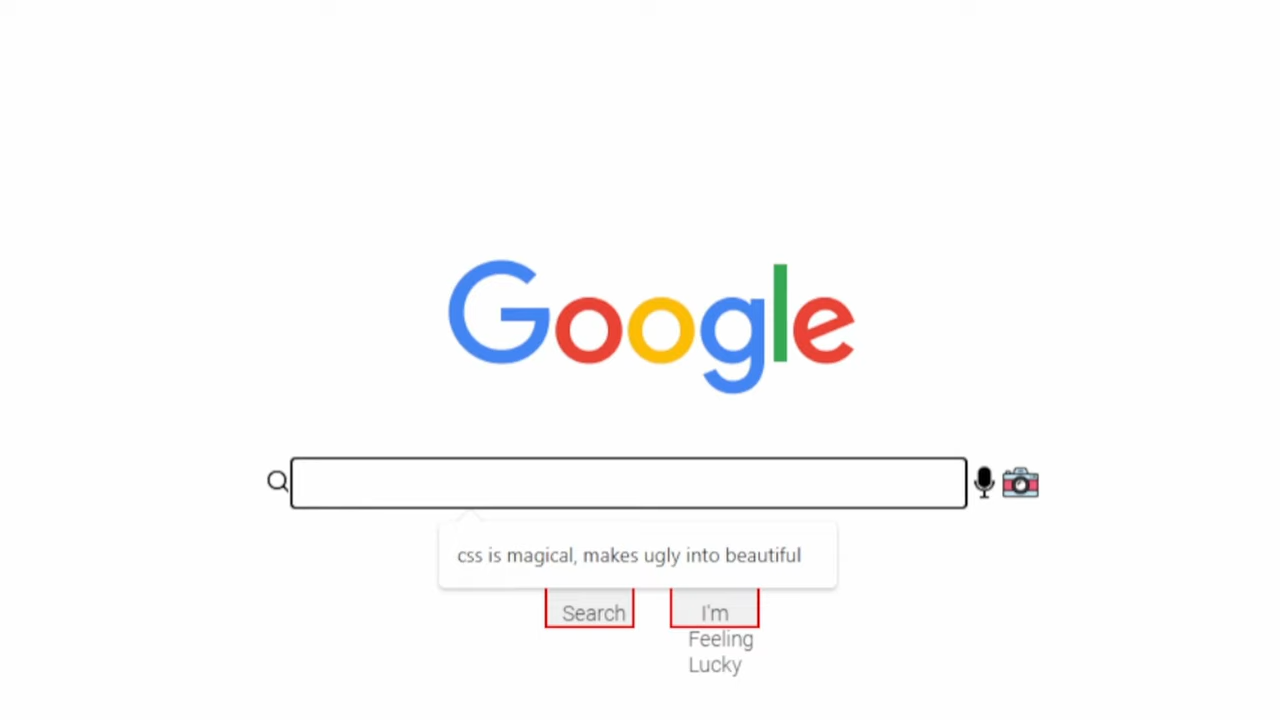 Google
css is magical, makes ugly into beautiful
Search
I'm
Feeling
Lucky